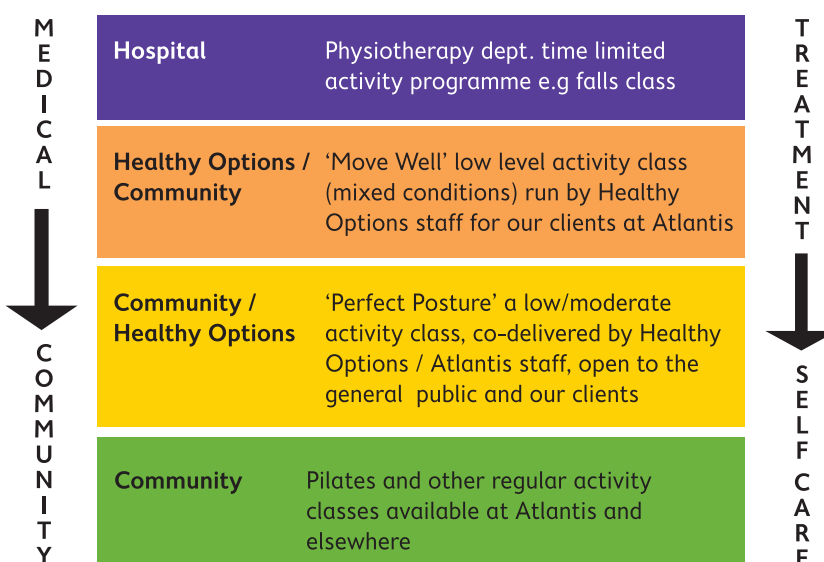 MEDICAL
COMMUNITY
Hospital
Physiotherapy dept. time limited
activity programme e.g falls class
Healthy Options /
Community
‘Move Well’ low level activity class
(mixed conditions) run by Healthy
Options staff for our clients at Atlantis
Community /
Healthy Options
‘Perfect Posture’ a low/moderate
activity class, co-delivered by Healthy
Options / Atlantis staff, open to the
general public and our clients
Community
Pilates and other regular activity
classes available at Atlantis and
elsewhere
TREATMENT
SELF CARE